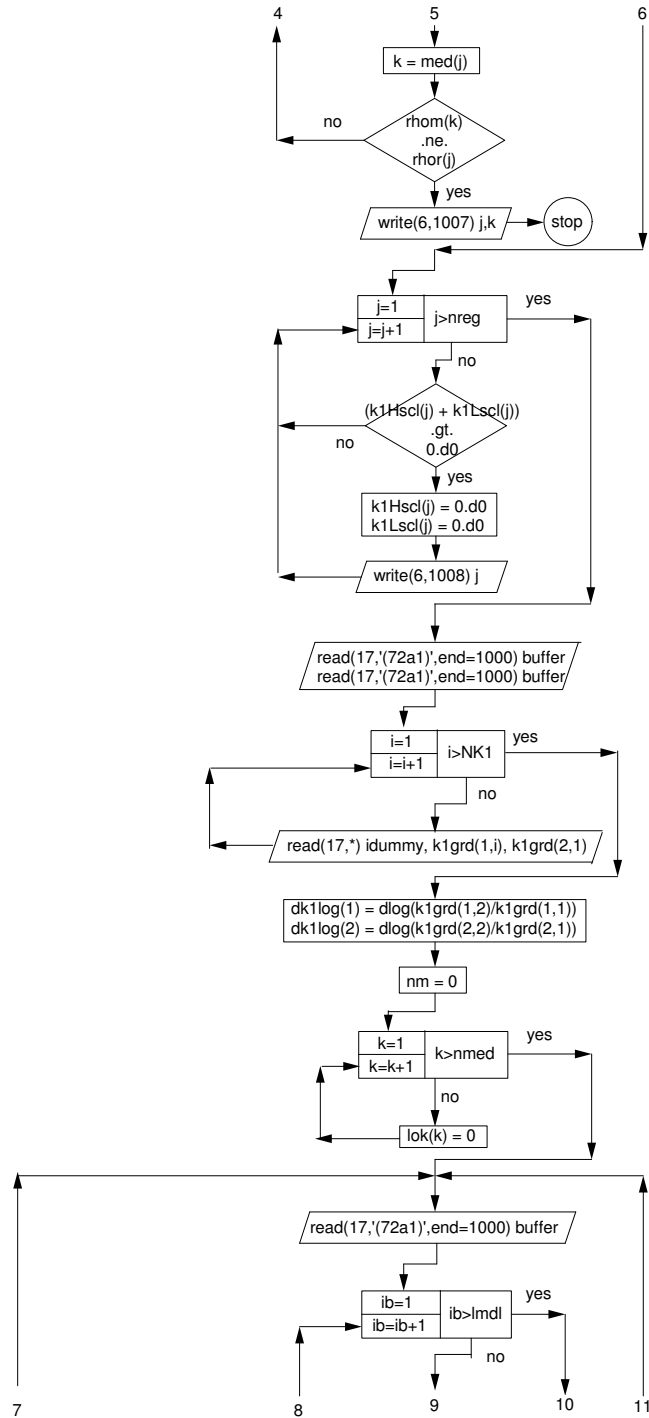 4 5 6
k = med(j)
no
rhom(k)
.ne.
rhor(j)
yes
write(6,1007) j,k
stop
j=1
j=j+1
j>nreg
yes
no
(k1Hscl(j) + k1Lscl(j))
.gt.
0.d0
no
yes
k1Hscl(j) = 0.d0
k1Lscl(j) = 0.d0
write(6,1008) j
read(17,'(72a1)',end=1000) buffer
read(17,'(72a1)',end=1000) buffer
i=1
i=i+1
i>NK1
yes
no
read(17,*) idummy, k1grd(1,i), k1grd(2,1)
dk1log(1) = dlog(k1grd(1,2)/k1grd(1,1))
dk1log(2) = dlog(k1grd(2,2)/k1grd(2,1))
nm = 0
k=1
k=k+1
k>nmed
yes
no
lok(k) = 0
read(17,'(72a1)',end=1000) buffer
ib=1
ib=ib+1
ib>lmdl
yes
no
7 8 9 10 11